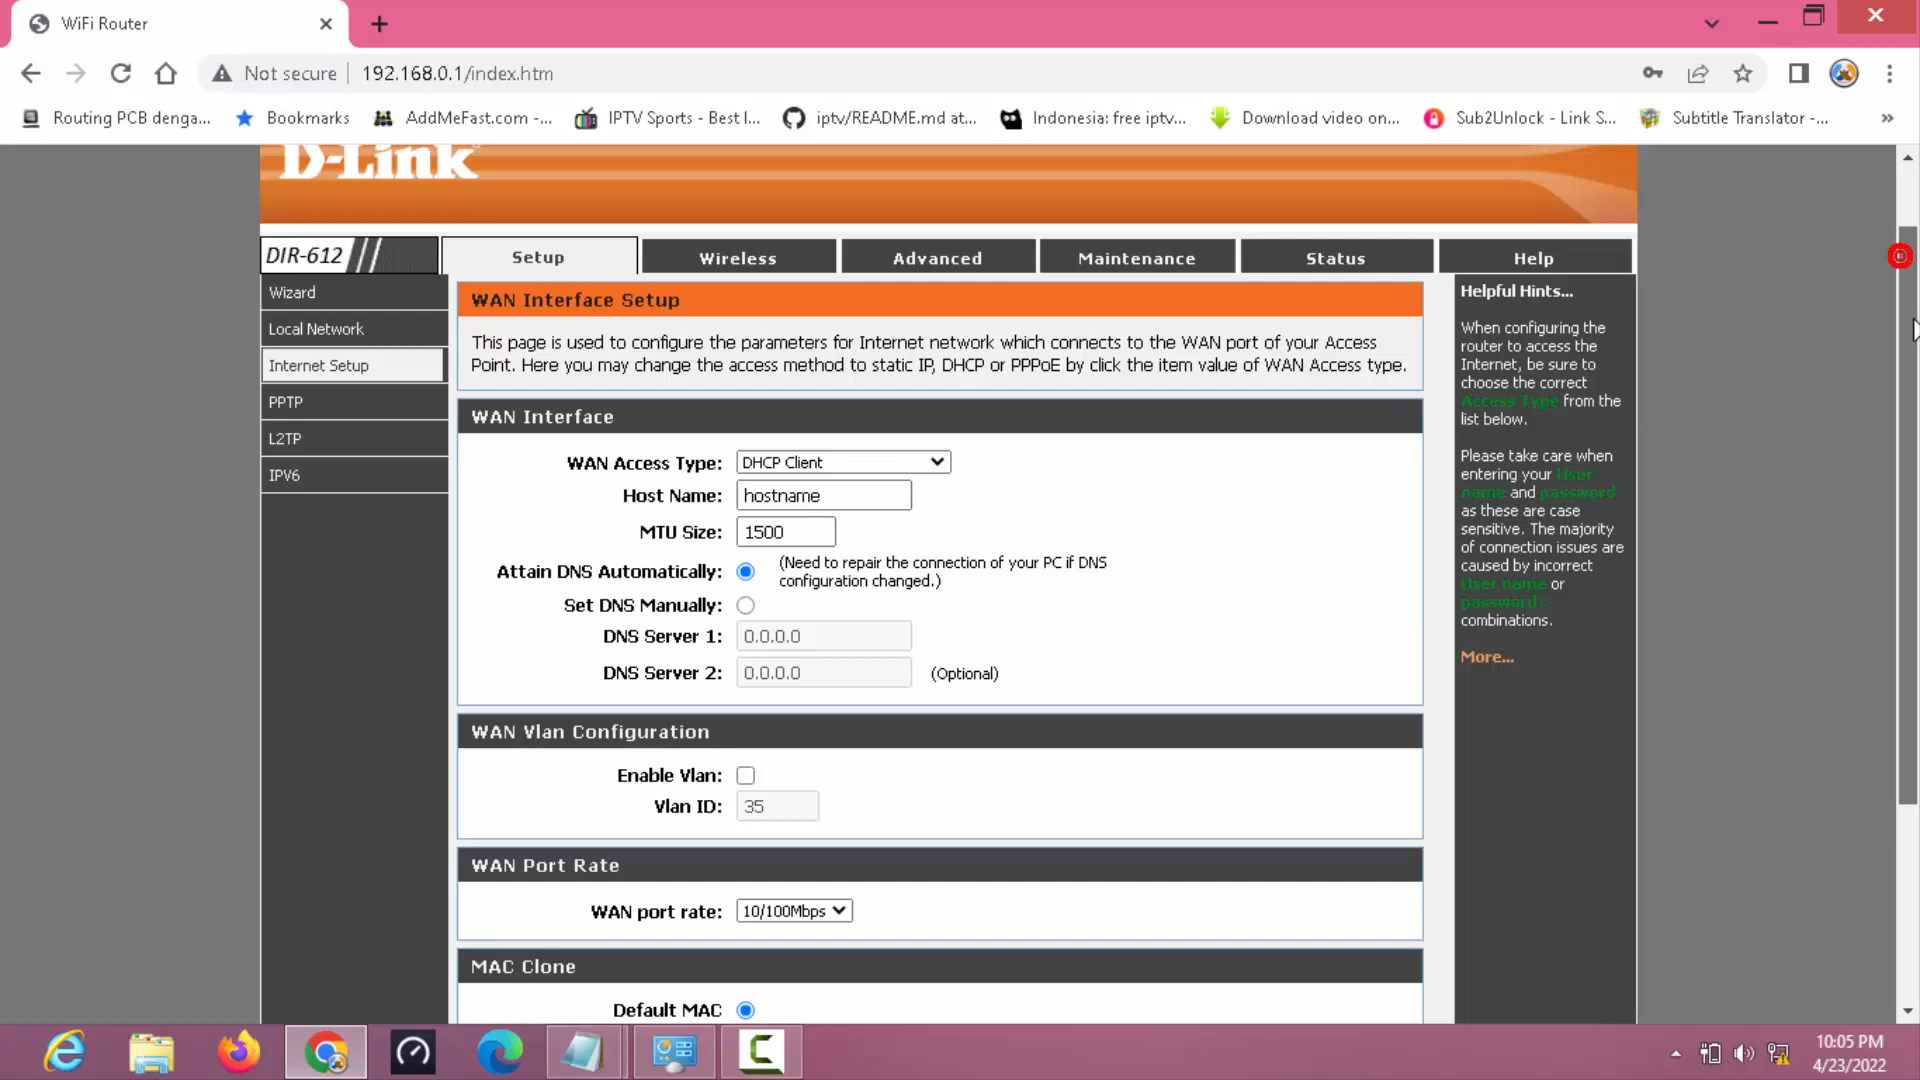 WiFi Router
Not secure
192.168.0.1/index.htm
Routing PCB denga...
Bookmarks
AddMeFast.com -...
IPTV Sports - Best l...
iptv/README.md at...
Indonesia: free iptv...
Download video on...
Sub2Unlock - Link S...
Subtitle Translator -...
»
D-Link
DIR-612
Setup
Wireless
Advanced
Maintenance
Status
Help
Wizard
Local Network
Internet Setup
PPTP
L2TP
IPV6
WAN Interface Setup
This page is used to configure the parameters for Internet network which connects to the WAN port of your Access
Point. Here you may change the access method to static IP, DHCP or PPPoE by click the item value of WAN Access type.
WAN Interface
WAN Access Type: DHCP Client
Host Name: hostname
MTU Size: 1500
Attain DNS Automatically: (Need to repair the connection of your PC if DNS
configuration changed.)
Set DNS Manually:
DNS Server 1: 0.0.0.0
DNS Server 2: 0.0.0.0 (Optional)
WAN Vlan Configuration
Enable Vlan:
Vlan ID: 35
WAN Port Rate
WAN port rate: 10/100Mbps
MAC Clone
Default MAC
Helpful Hints...
When configuring the
router to access the
Internet, be sure to
choose the correct
Access Type from the
list below.
Please take care when
entering your User
name and password
as these are case
sensitive. The majority
of connection issues are
caused by incorrect
User name or
password<
combinations.
More...
10:05 PM
4/23/2022